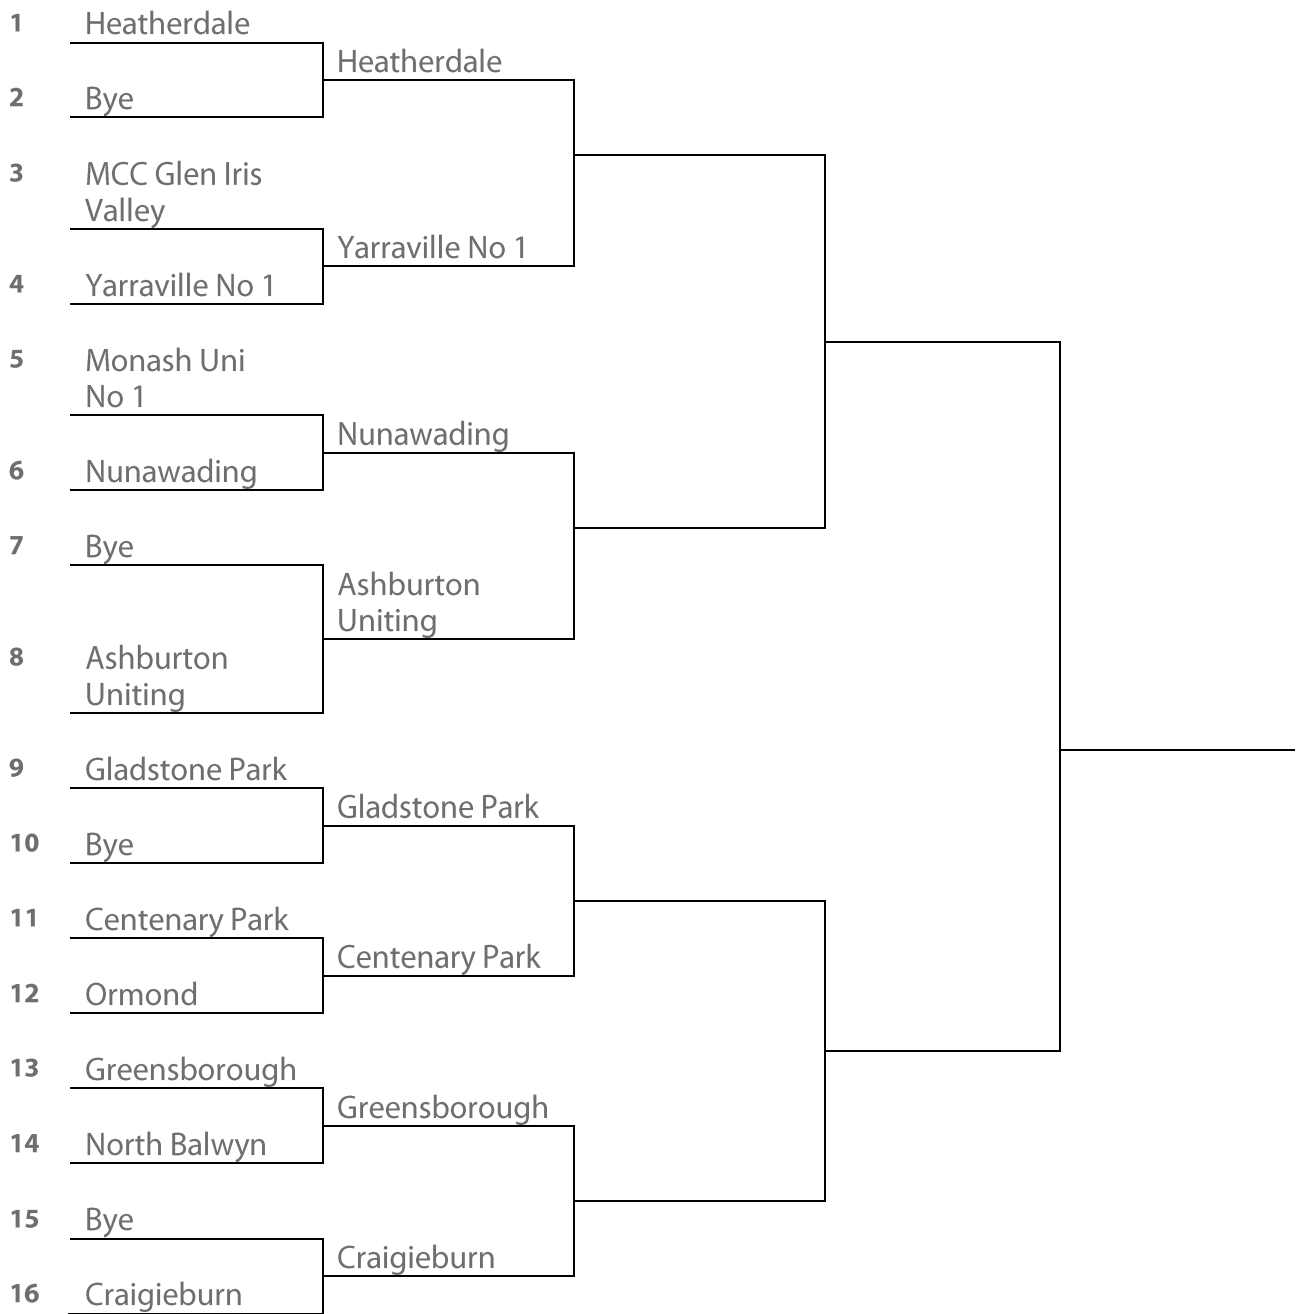 1 Heatherdale
Heatherdale
2 Bye
3 MCC Glen Iris
Valley
Yarraville No 1
4 Yarraville No 1
5 Monash Uni
No 1
Nunawading
6 Nunawading
7 Bye
Ashburton
Uniting
8 Ashburton
Uniting
9 Gladstone Park
Gladstone Park
10 Bye
11 Centenary Park
Centenary Park
12 Ormond
13 Greensborough
Greensborough
14 North Balwyn
15 Bye
Craigieburn
16 Craigieburn